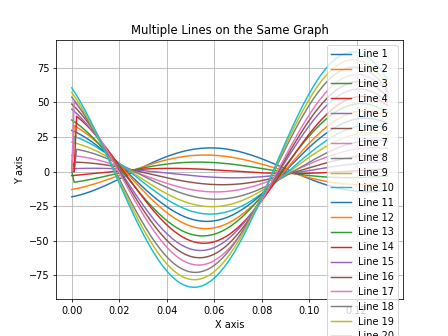 Multiple Lines on the Same Graph
Y axis
75
50
25
0
−25
−50
−75
0.00
0.02
0.04
0.06
0.08
0.10
X axis
Line 1
Line 2
Line 3
Line 4
Line 5
Line 6
Line 7
Line 8
Line 9
Line 10
Line 11
Line 12
Line 13
Line 14
Line 15
Line 16
Line 17
Line 18
Line 19
Line 20